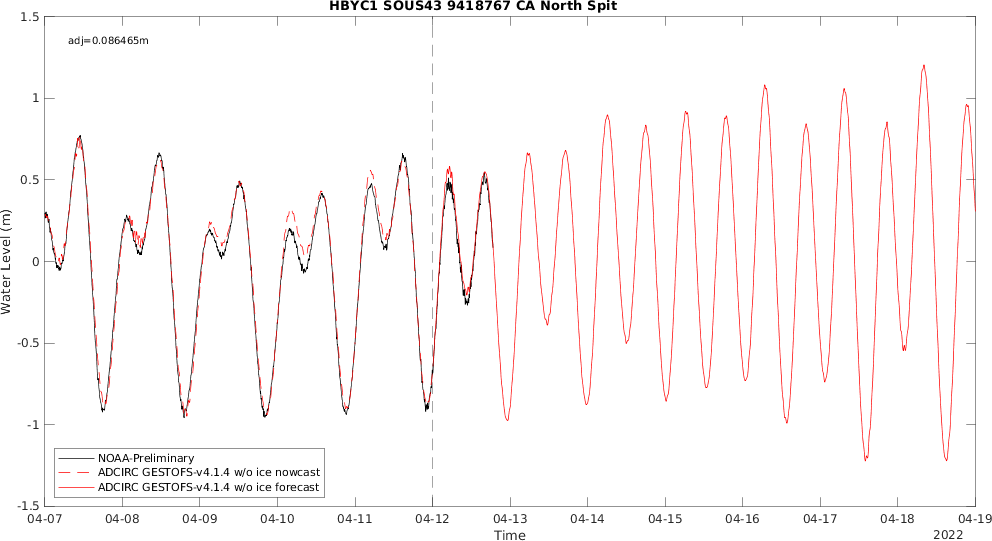 HBYC1 SOUS43 9418767 CA North Spit
adj=0.086465m
1.5
1
0.5
0
-0.5
-1
-1.5
Water Level (m)
NOAA-Preliminary
ADCIRC GESTOFS-v4.1.4 w/o ice nowcast
ADCIRC GESTOFS-v4.1.4 w/o ice forecast
04-07 04-08 04-09 04-10 04-11 04-12 04-13 04-14 04-15 04-16 04-17 04-18 04-19
Time
2022